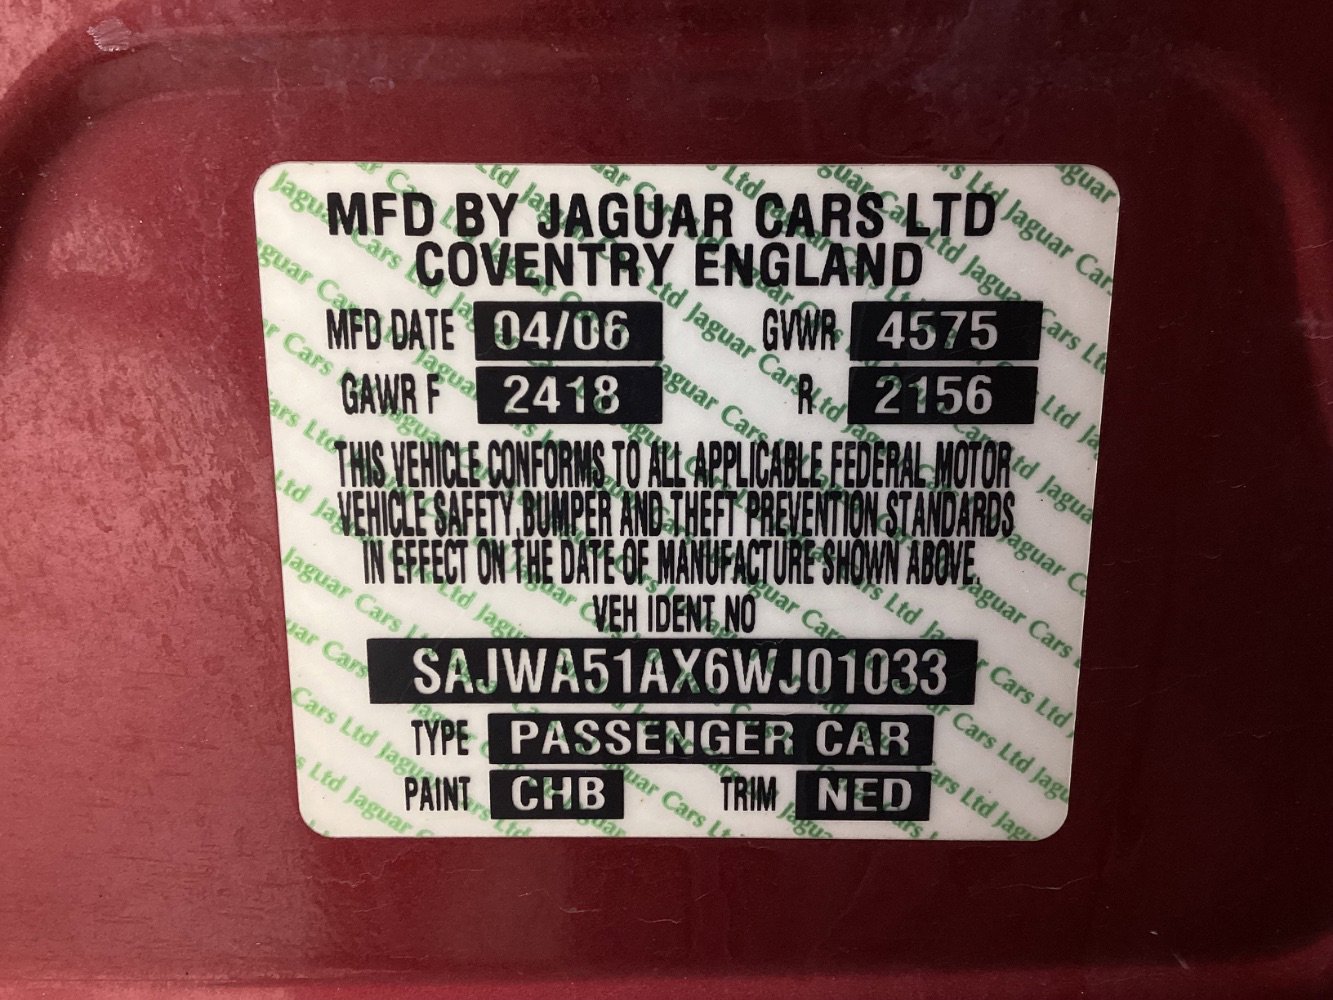 MFD BY JAGUAR CARS LTD
COVENTRY ENGLAND
MFD DATE 04/06 GVWR 4575
GAWR F 2418 R 2156
THIS VEHICLE CONFORMS TO ALL APPLICABLE FEDERAL MOTOR
VEHICLE SAFETY, BUMPER AND THEFT PREVENTION STANDARDS
IN EFFECT ON THE DATE OF MANUFACTURE SHOWN ABOVE.
VEH IDENT NO
SAJWA51AX6WJ01033
TYPE PASSENGER CAR
PAINT CHB TRIM NED